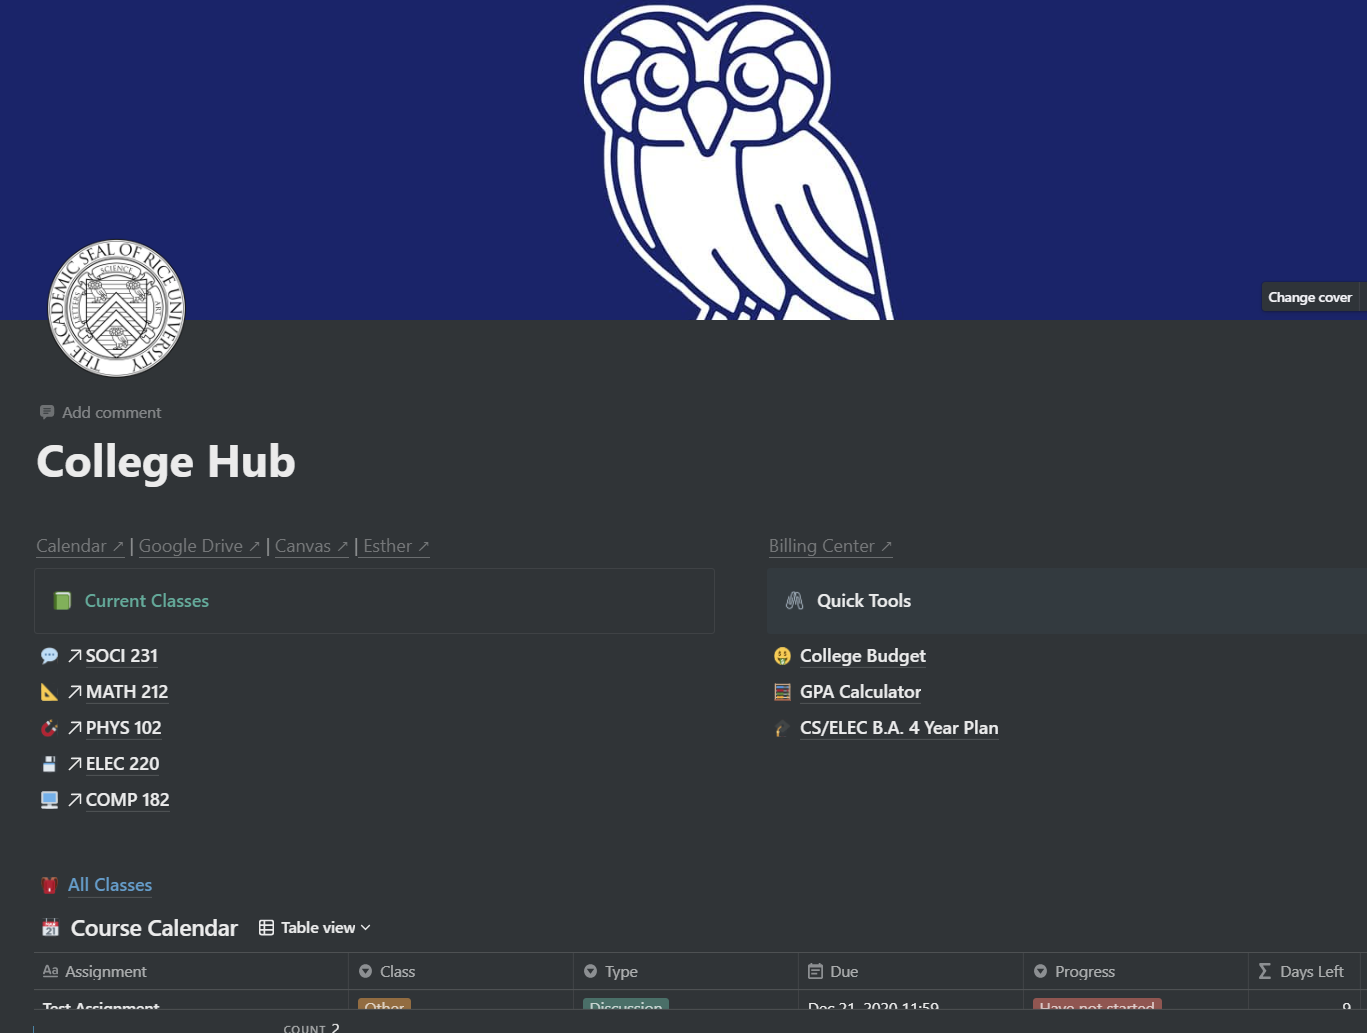 Change cover
THE ACADEMIC SEAL OF RICE UNIVERSITY
SCIENCE
LETTERS
ART
Add comment
College Hub
Calendar ↗ | Google Drive ↗ | Canvas ↗ | Esther ↗
Billing Center ↗
Current Classes
↗SOCI 231
↗MATH 212
↗PHYS 102
↗ELEC 220
↗COMP 182
Quick Tools
College Budget
GPA Calculator
CS/ELEC B.A. 4 Year Plan
All Classes
21 Course Calendar Table view
Aa Assignment Class Type Due Progress Σ Days Left
Test Assignment Other Discussion Dec 21, 2020 11:59 Have not started 9
COUNT 2